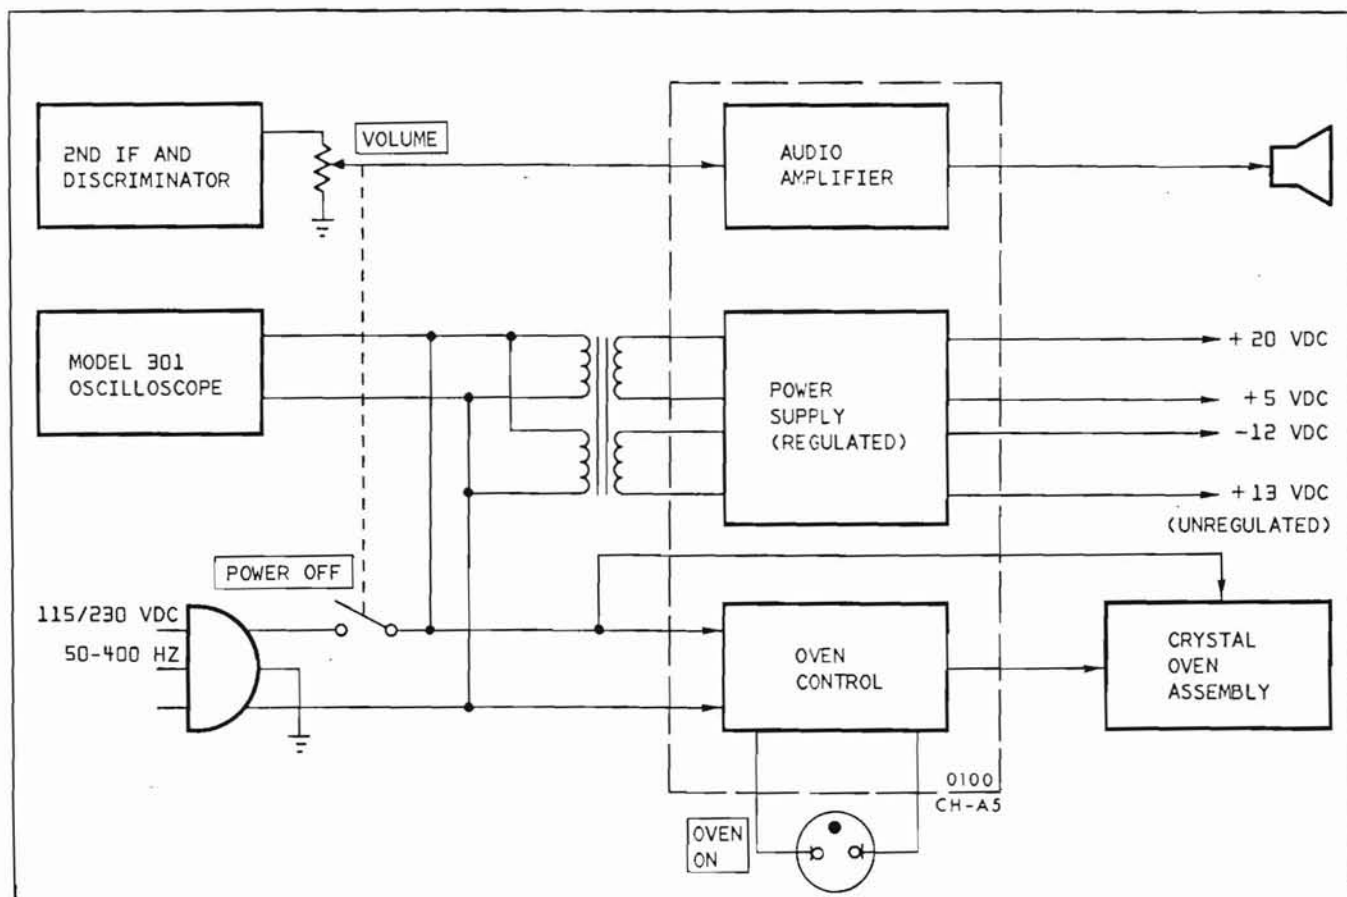 2ND IF AND
DISCRIMINATOR
VOLUME
AUDIO
AMPLIFIER
MODEL 301
OSCILLOSCOPE
POWER
SUPPLY
(REGULATED)
+ 20 VDC
+ 5 VDC
-12 VDC
+ 13 VDC
(UNREGULATED)
POWER OFF
115/230 VDC
50-400 HZ
OVEN
CONTROL
CRYSTAL
OVEN
ASSEMBLY
0100
CH-A5
OVEN
ON